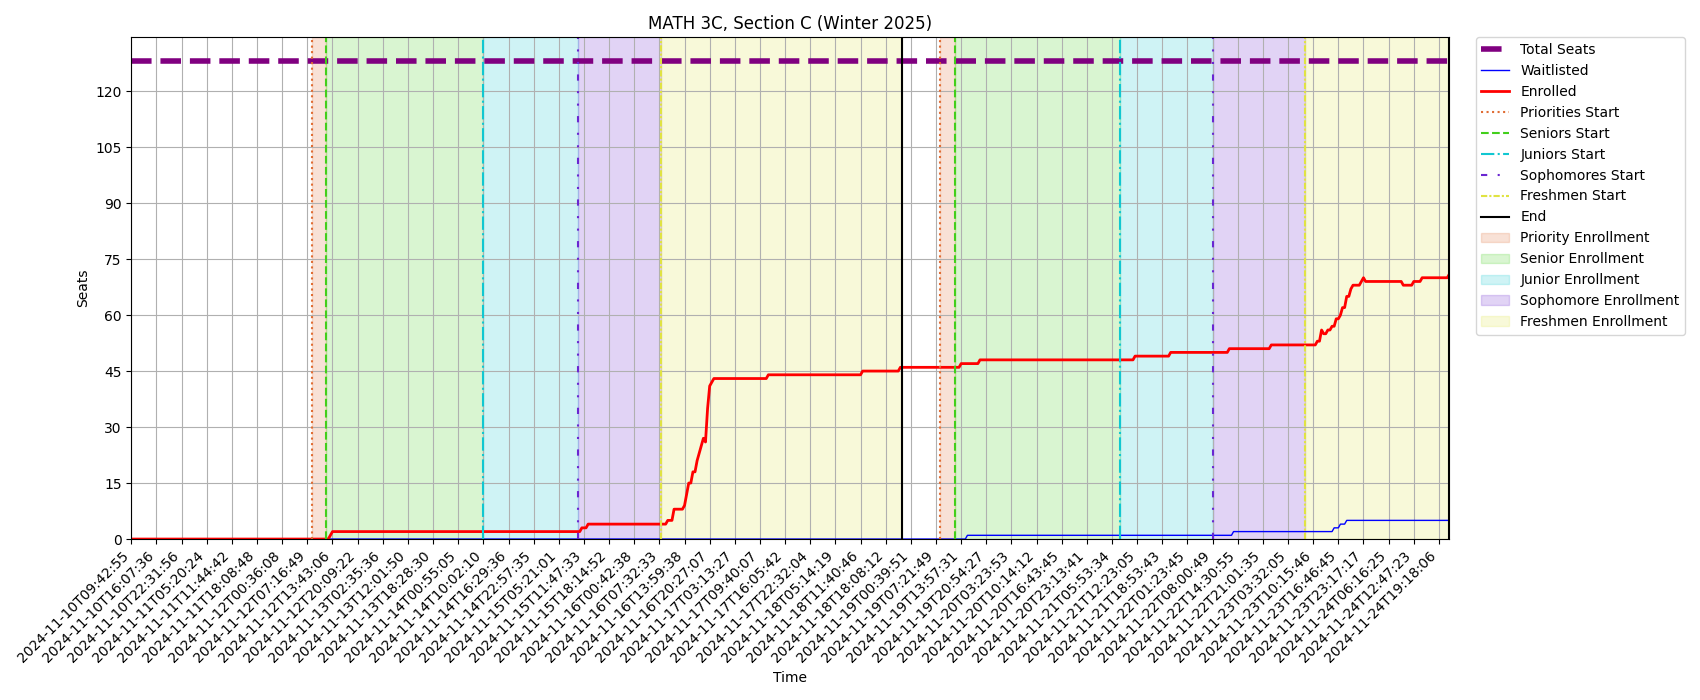 MATH 3C, Section C (Winter 2025)
Seats
120
105
90
75
60
45
30
15
0
2024-11-10T09:42:55
2024-11-10T16:07:36
2024-11-10T22:31:56
2024-11-11T05:20:24
2024-11-11T11:44:42
2024-11-11T18:08:48
2024-11-12T00:36:08
2024-11-12T07:16:49
2024-11-12T13:43:06
2024-11-12T20:09:22
2024-11-13T02:35:36
2024-11-13T12:01:50
2024-11-13T18:28:30
2024-11-14T00:55:05
2024-11-14T10:02:10
2024-11-14T16:29:36
2024-11-14T22:57:35
2024-11-15T05:21:01
2024-11-15T11:47:33
2024-11-15T18:14:52
2024-11-16T00:42:38
2024-11-16T07:32:33
2024-11-16T13:59:38
2024-11-16T20:27:07
2024-11-17T03:13:27
2024-11-17T09:40:07
2024-11-17T16:05:42
2024-11-17T22:32:04
2024-11-18T05:14:19
2024-11-18T11:40:46
2024-11-18T18:08:12
2024-11-19T00:39:51
2024-11-19T07:21:49
2024-11-19T13:57:31
2024-11-19T20:54:27
2024-11-20T03:23:53
2024-11-20T10:14:12
2024-11-20T16:43:45
2024-11-20T23:13:41
2024-11-21T05:53:34
2024-11-21T12:23:05
2024-11-21T18:53:43
2024-11-22T01:23:45
2024-11-22T08:00:49
2024-11-22T14:30:55
2024-11-22T21:01:35
2024-11-23T03:32:05
2024-11-23T10:15:46
2024-11-23T16:46:45
2024-11-23T23:17:17
2024-11-24T06:16:25
2024-11-24T12:47:23
2024-11-24T19:18:06
Time
Total Seats
Waitlisted
Enrolled
Priorities Start
Seniors Start
Juniors Start
Sophomores Start
Freshmen Start
End
Priority Enrollment
Senior Enrollment
Junior Enrollment
Sophomore Enrollment
Freshmen Enrollment